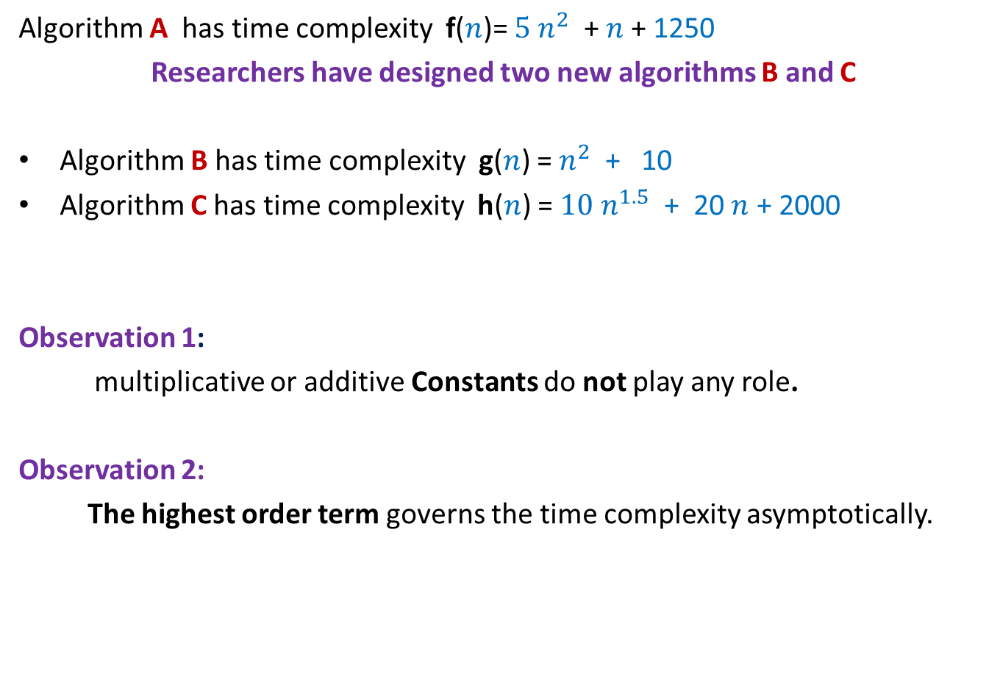 Algorithm A has time complexity f(n)= 5 n² + n + 1250
Researchers have designed two new algorithms B and C
• Algorithm B has time complexity g(n) = n² + 10
• Algorithm C has time complexity h(n) = 10 n^1.5 + 20 n + 2000
Observation 1:
multiplicative or additive Constants do not play any role.
Observation 2:
The highest order term governs the time complexity asymptotically.